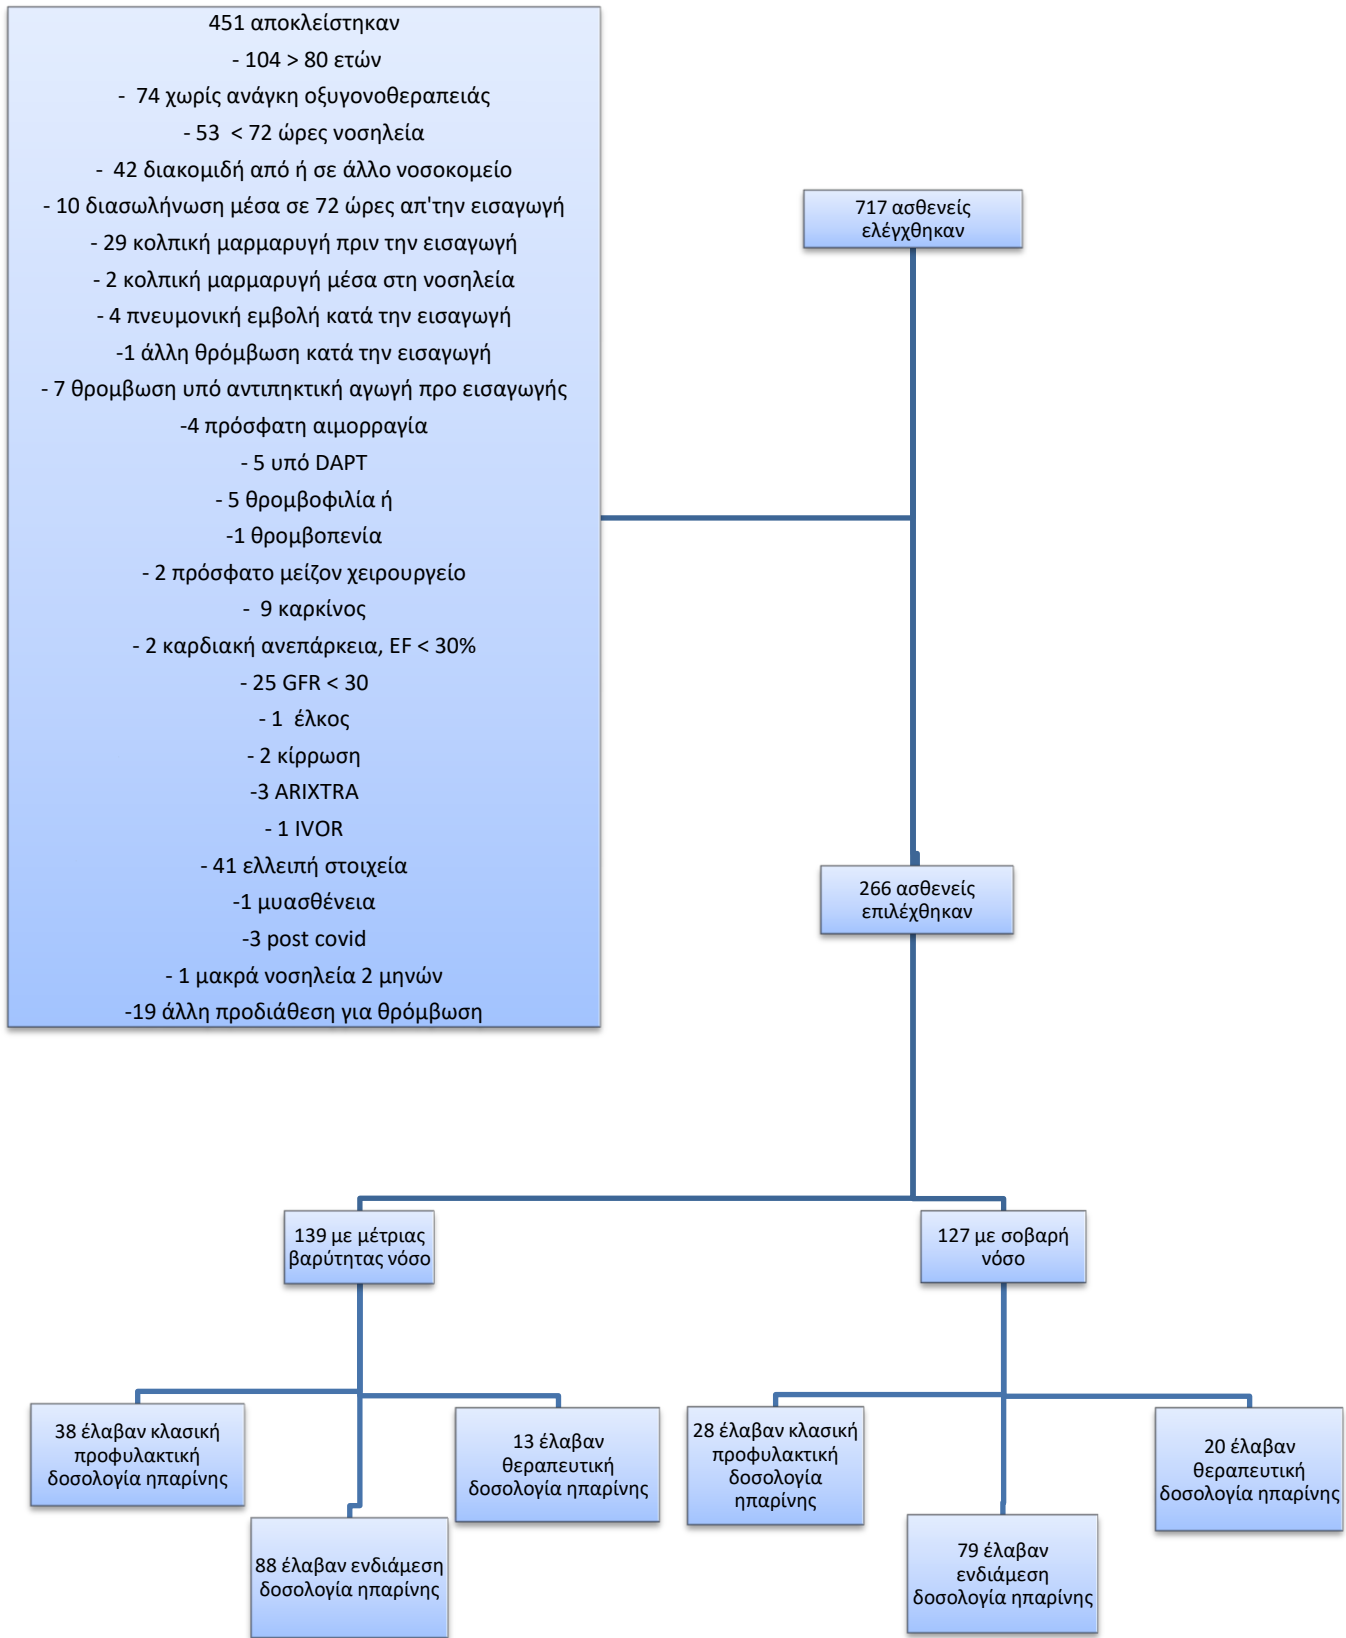 451 αποκλείστηκαν
- 104 > 80 ετών
- 74 χωρίς ανάγκη οξυγονοθεραπειάς
- 53 < 72 ώρες νοσηλεία
- 42 διακομιδή από ή σε άλλο νοσοκομείο
- 10 διασωλήνωση μέσα σε 72 ώρες απ'την εισαγωγή
- 29 κολπική μαρμαρυγή πριν την εισαγωγή
- 2 κολπική μαρμαρυγή μέσα στη νοσηλεία
- 4 πνευμονική εμβολή κατά την εισαγωγή
-1 άλλη θρόμβωση κατά την εισαγωγή
- 7 θρομβωση υπό αντιπηκτική αγωγή προ εισαγωγής
-4 πρόσφατη αιμορραγία
- 5 υπό DAPT
- 5 θρομβοφιλία ή
-1 θρομβοπενία
- 2 πρόσφατο μείζον χειρουργείο
- 9 καρκίνος
- 2 καρδιακή ανεπάρκεια, EF < 30%
- 25 GFR < 30
- 1 έλκος
- 2 κίρρωση
-3 ARIXTRA
- 1 IVOR
- 41 ελλειπή στοιχεία
-1 μυασθένεια
-3 post covid
- 1 μακρά νοσηλεία 2 μηνών
-19 άλλη προδιάθεση για θρόμβωση
717 ασθενείς
ελέγχθηκαν
266 ασθενείς
επιλέχθηκαν
139 με μέτριας
βαρύτητας νόσο
127 με σοβαρή
νόσο
38 έλαβαν κλασική
προφυλακτική
δοσολογία ηπαρίνης
88 έλαβαν ενδιάμεση
δοσολογία ηπαρίνης
13 έλαβαν
θεραπευτική
δοσολογία ηπαρίνης
28 έλαβαν κλασική
προφυλακτική
δοσολογία
ηπαρίνης
79 έλαβαν
ενδιάμεση
δοσολογία ηπαρίνης
20 έλαβαν
θεραπευτική
δοσολογία ηπαρίνης